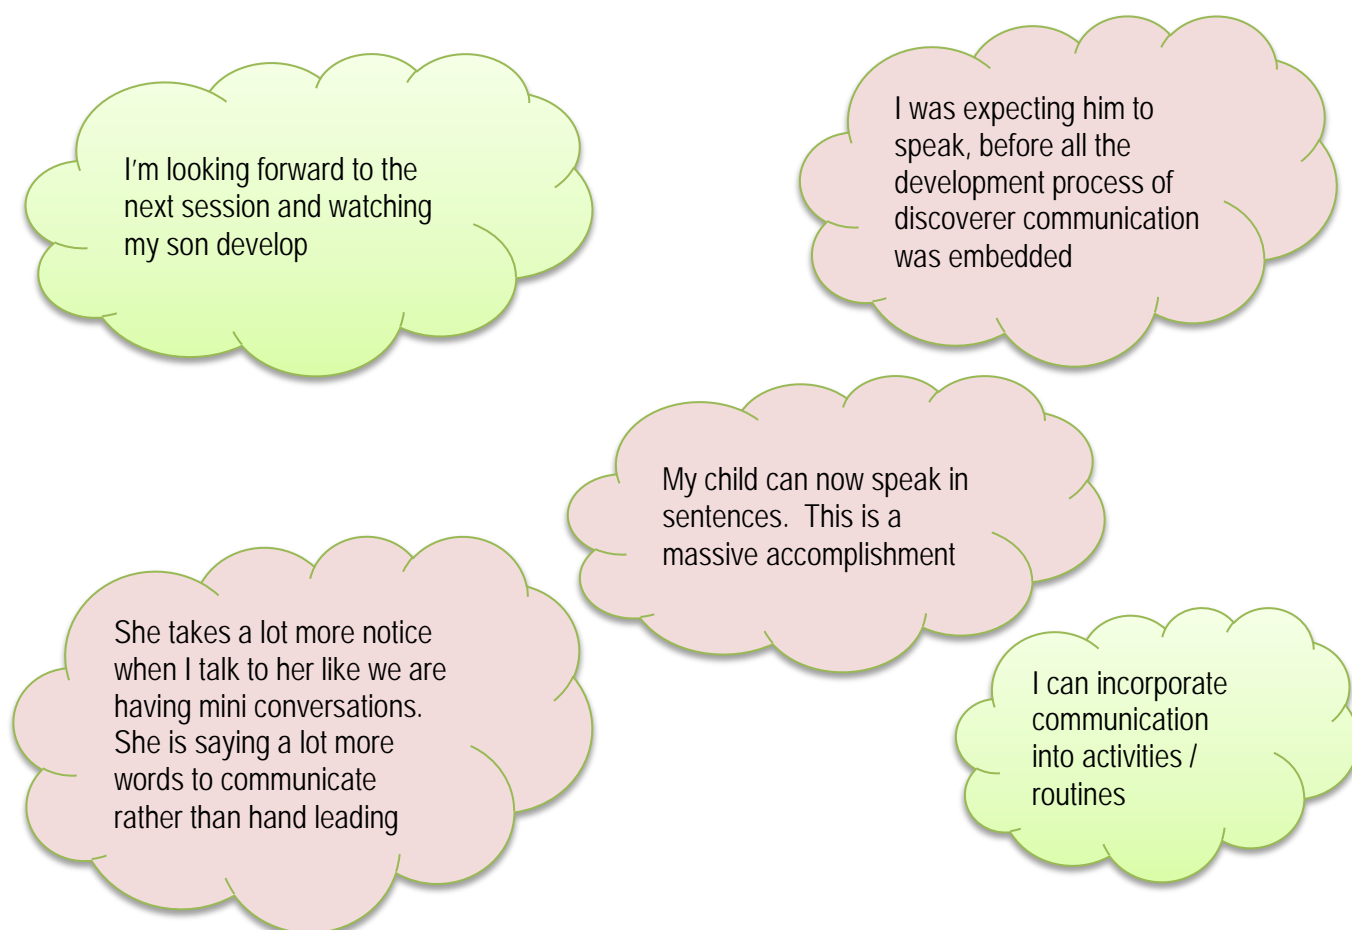 I'm looking forward to the
next session and watching
my son develop
I was expecting him to
speak, before all the
development process of
discoverer communication
was embedded
My child can now speak in
sentences.  This is a
massive accomplishment
She takes a lot more notice
when I talk to her like we are
having mini conversations.
She is saying a lot more
words to communicate
rather than hand leading
I can incorporate
communication
into activities /
routines